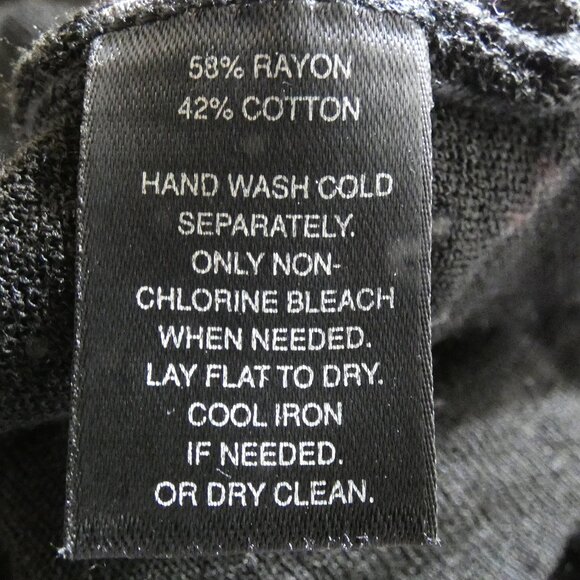 58% RAYON
42% COTTON
HAND WASH COLD
SEPARATELY.
ONLY NON-
CHLORINE BLEACH
WHEN NEEDED.
LAY FLAT TO DRY.
COOL IRON
IF NEEDED.
OR DRY CLEAN.